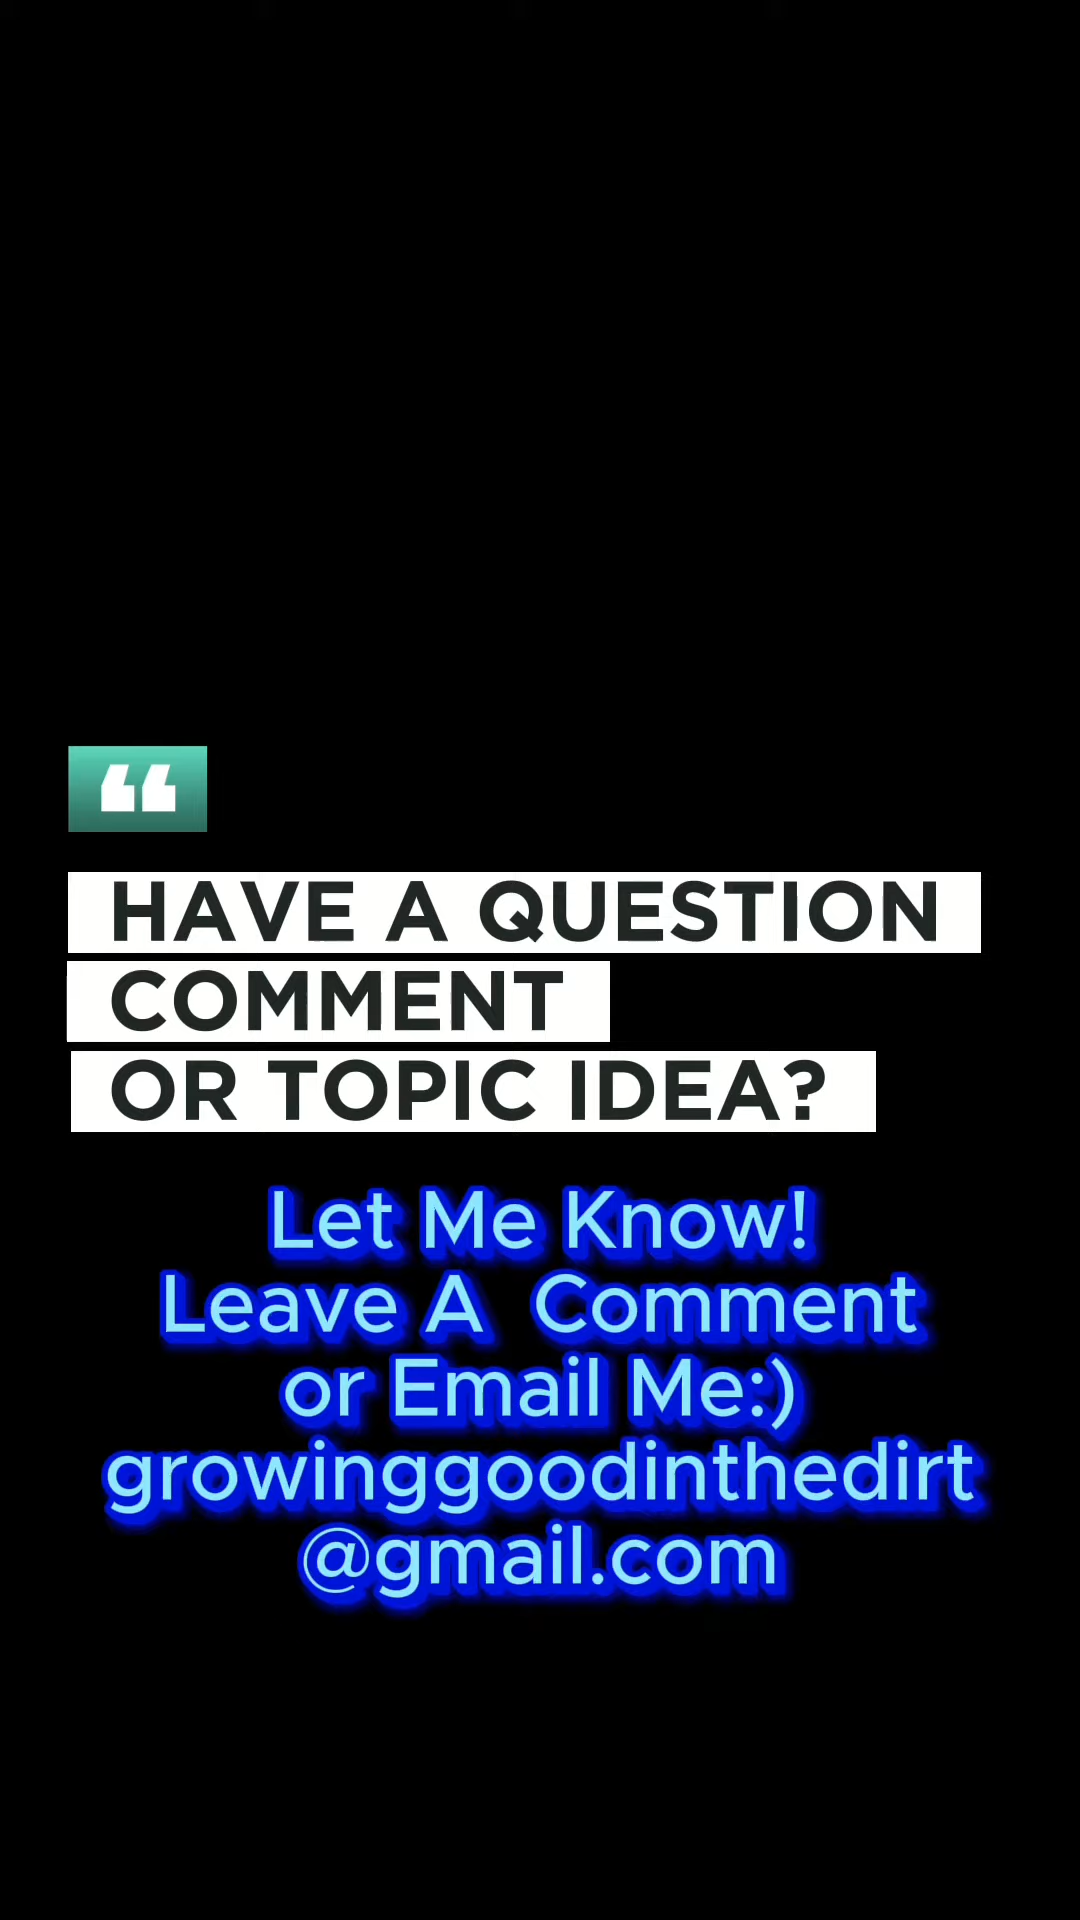 “
HAVE A QUESTION
COMMENT
OR TOPIC IDEA?
Let Me Know!
Leave A  Comment
or Email Me:)
growinggoodinthedirt
@gmail.com